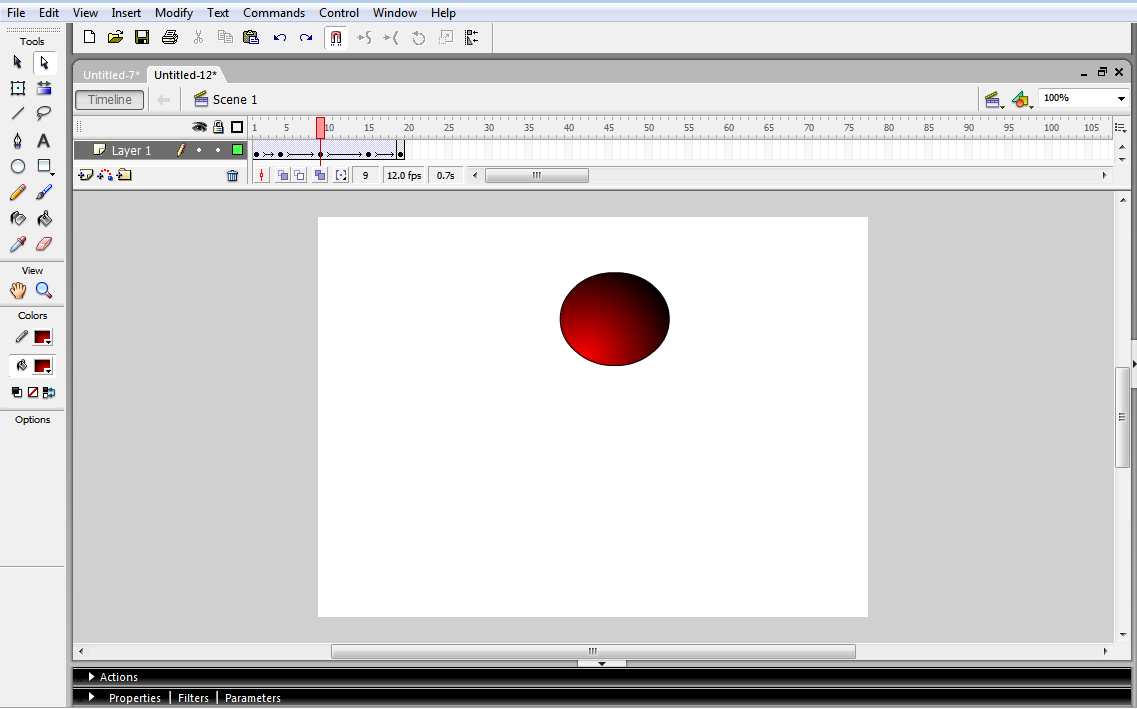 File Edit View Insert Modify Text Commands Control Window Help
Tools
Untitled-7* Untitled-12*
Timeline Scene 1 100%
1 5 10 15 20 25 30 35 40 45 50 55 60 65 70 75 80 85 90 95 100 105
Layer 1
9 12.0 fps 0.7s
A
View
Colors
Options
Actions
Properties Filters Parameters